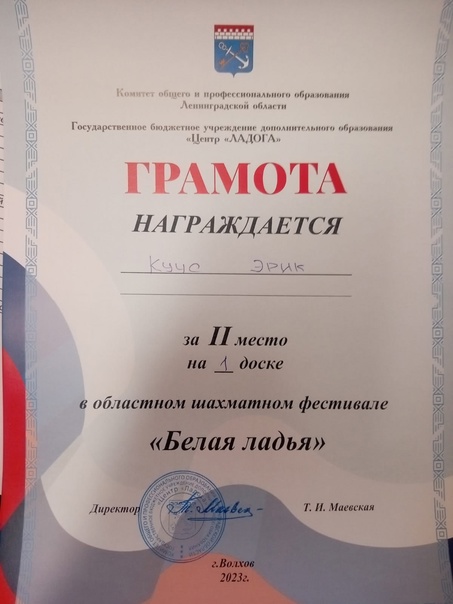 Комитет общего и профессионального образования
Ленинградской области
Государственное бюджетное учреждение дополнительного образования
«Центр «ЛАДОГА»
ГРАМОТА
НАГРАЖДАЕТСЯ
Куус Эрик
за II место
на 1 доске
в областном шахматном фестивале
«Белая ладья»
Директор
Т. И. Маевская
г.Волхов
2023г.